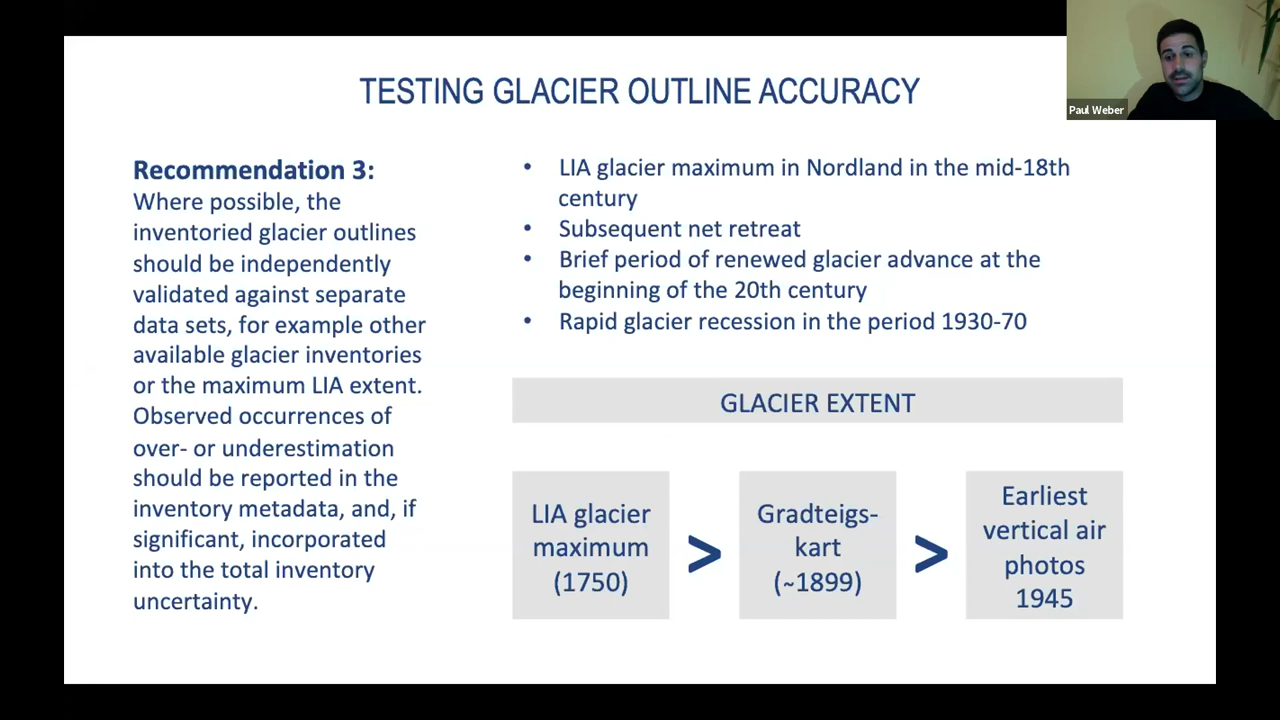 TESTING GLACIER OUTLINE ACCURACY
Paul Weber
Recommendation 3:
Where possible, the
inventoried glacier outlines
should be independently
validated against separate
data sets, for example other
available glacier inventories
or the maximum LIA extent.
Observed occurrences of
over- or underestimation
should be reported in the
inventory metadata, and, if
significant, incorporated
into the total inventory
uncertainty.
• LIA glacier maximum in Nordland in the mid-18th
century
• Subsequent net retreat
• Brief period of renewed glacier advance at the
beginning of the 20th century
• Rapid glacier recession in the period 1930-70
GLACIER EXTENT
LIA glacier
maximum
(1750)
>
Gradteigs-
kart
(~1899)
>
Earliest
vertical air
photos
1945